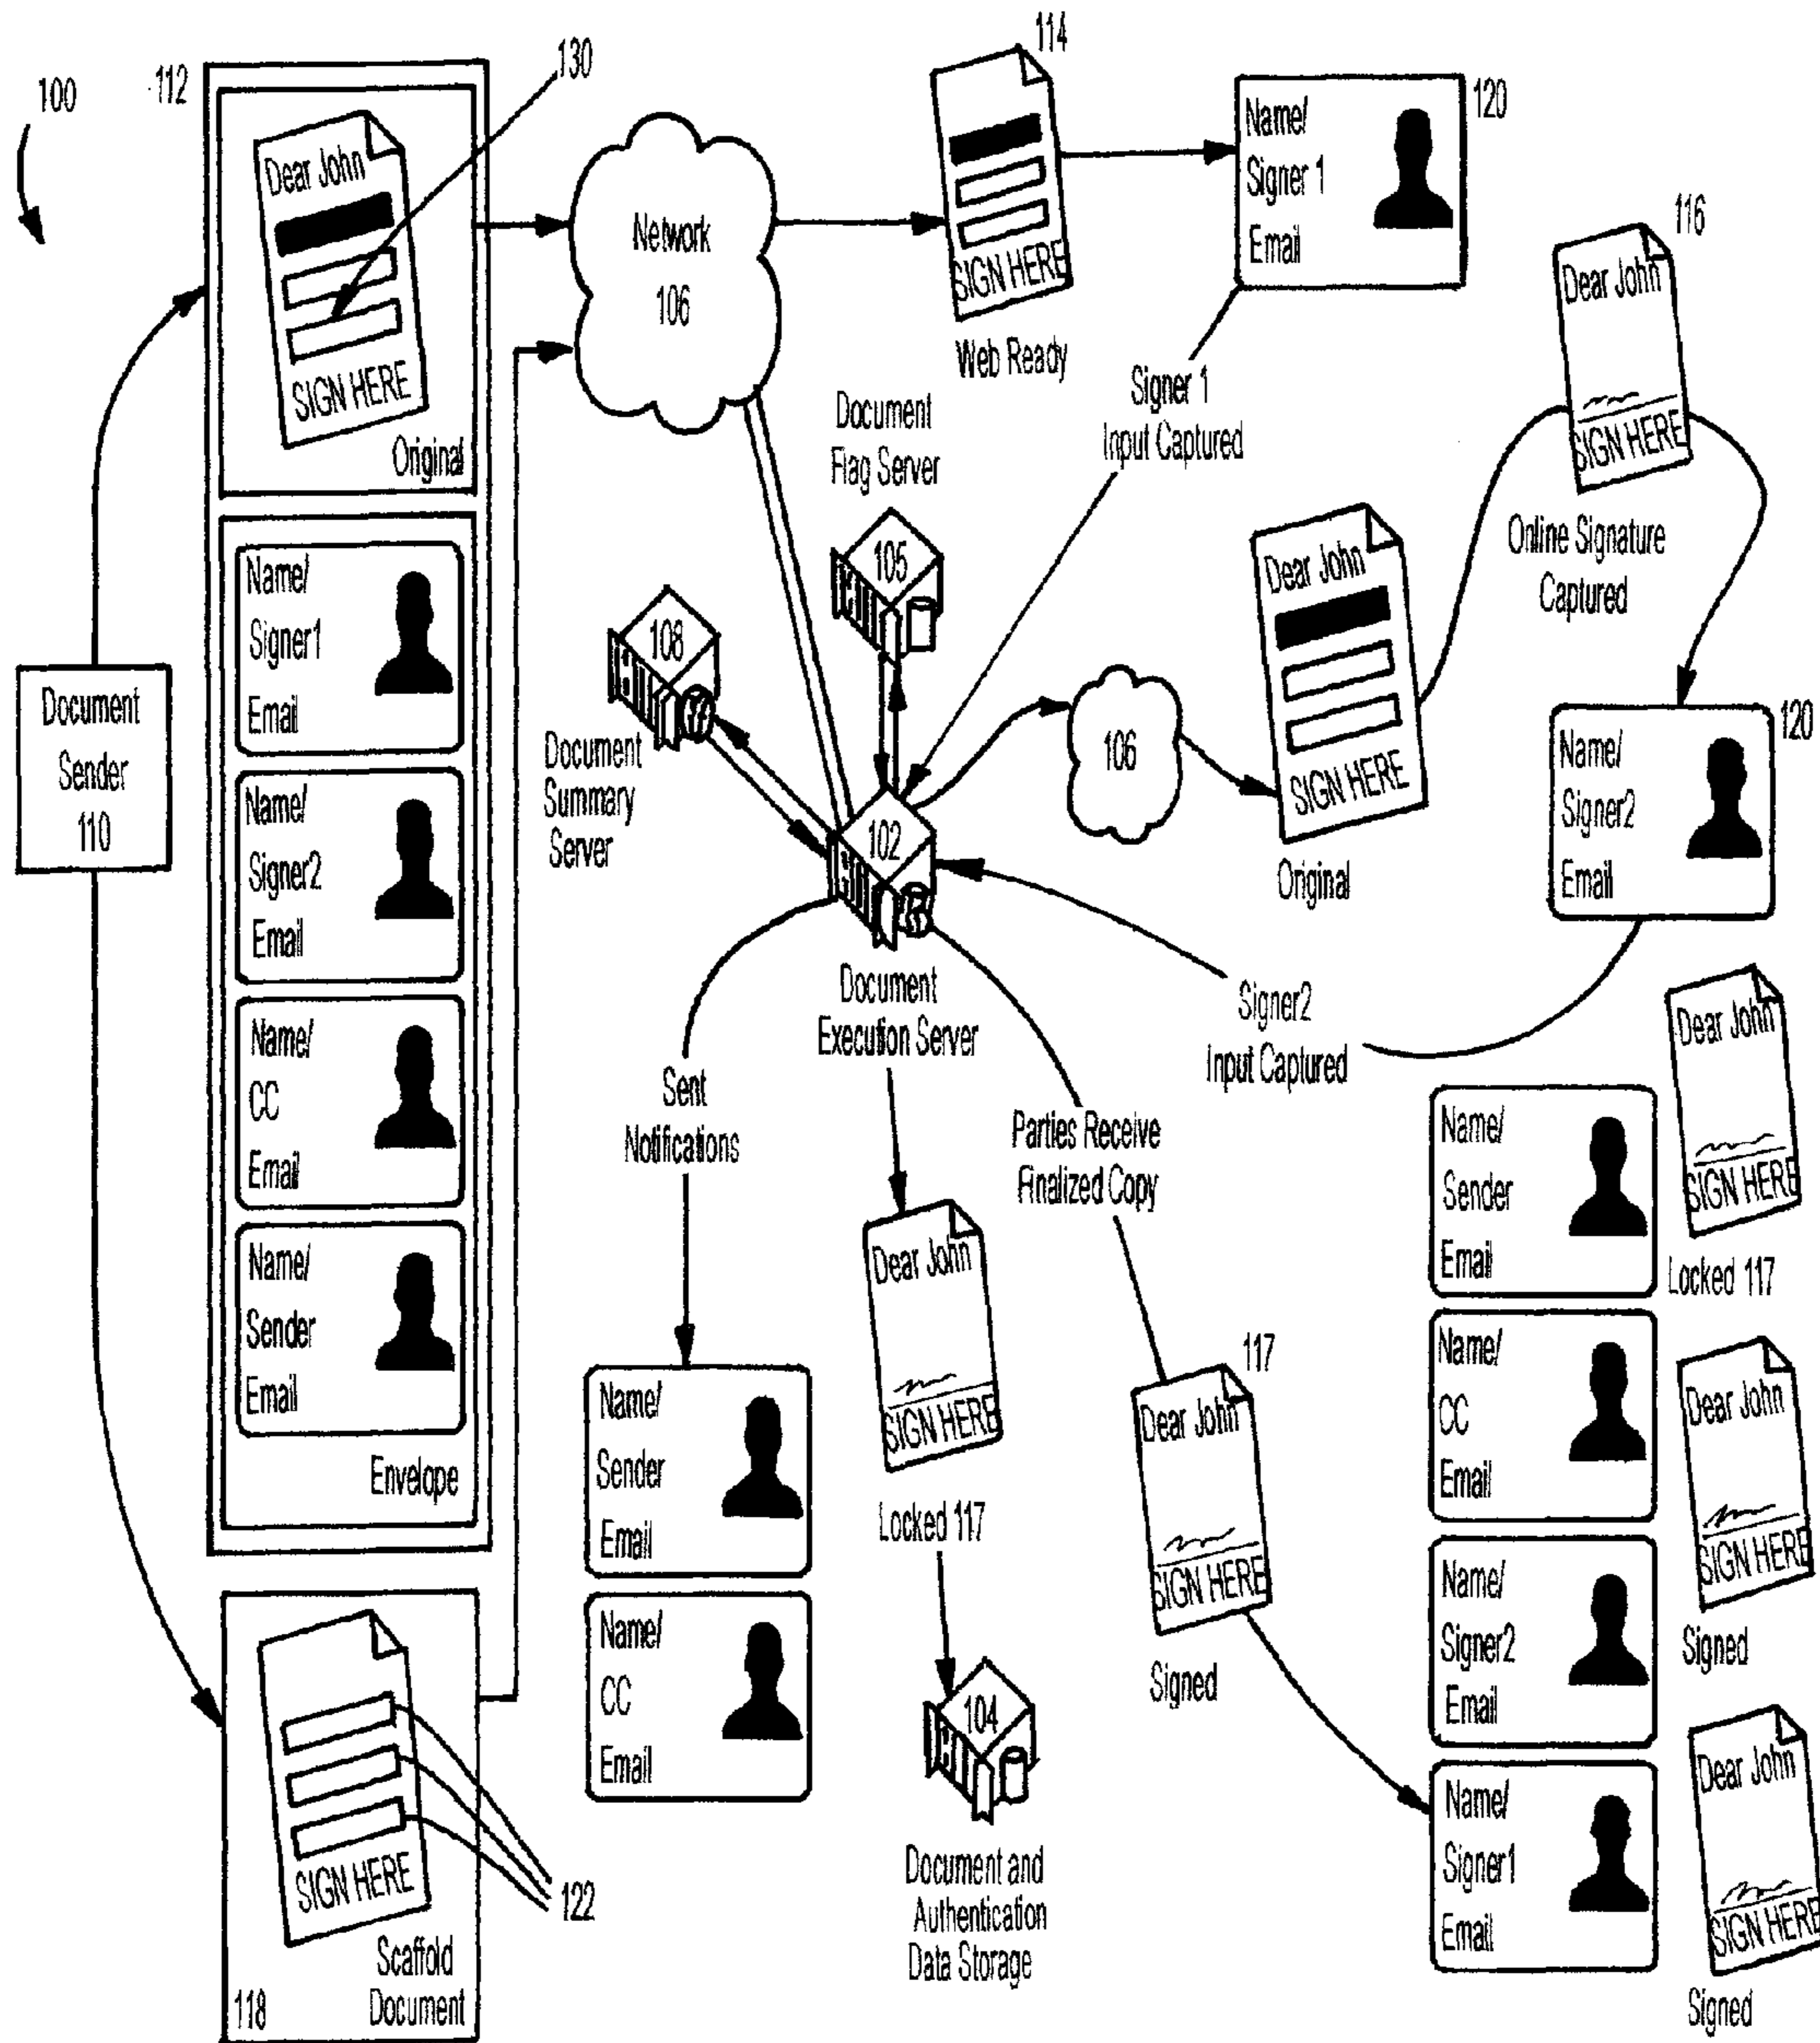 100
112
130
Dear John
SIGN HERE
Original
Name/
Signer1
Email
Name/
Signer2
Email
Name/
CC
Email
Name/
Sender
Email
Envelope
Document
Sender
110
SIGN HERE
122
118
Scaffold
Document
Network
106
114
SIGN HERE
Web Ready
Name/
Signer 1
Email
120
Signer 1
Input Captured
116
Dear John
SIGN HERE
Online Signature
Captured
Document
Flag Server
105
108
Document
Summary
Server
102
Document
Execution Server
106
Dear John
SIGN HERE
Original
120
Name/
Signer2
Email
Signer2
Input Captured
Sent
Notifications
Name/
Sender
Email
Name/
CC
Email
Dear John
SIGN HERE
Locked 117
104
Document and
Authentication
Data Storage
Parties Receive
Finalized Copy
117
Dear John
SIGN HERE
Signed
Name/
Sender
Email
Dear John
SIGN HERE
Locked 117
Name/
CC
Email
Dear John
SIGN HERE
Signed
Name/
Signer2
Email
Name/
Signer1
Email
Dear John
SIGN HERE
Signed